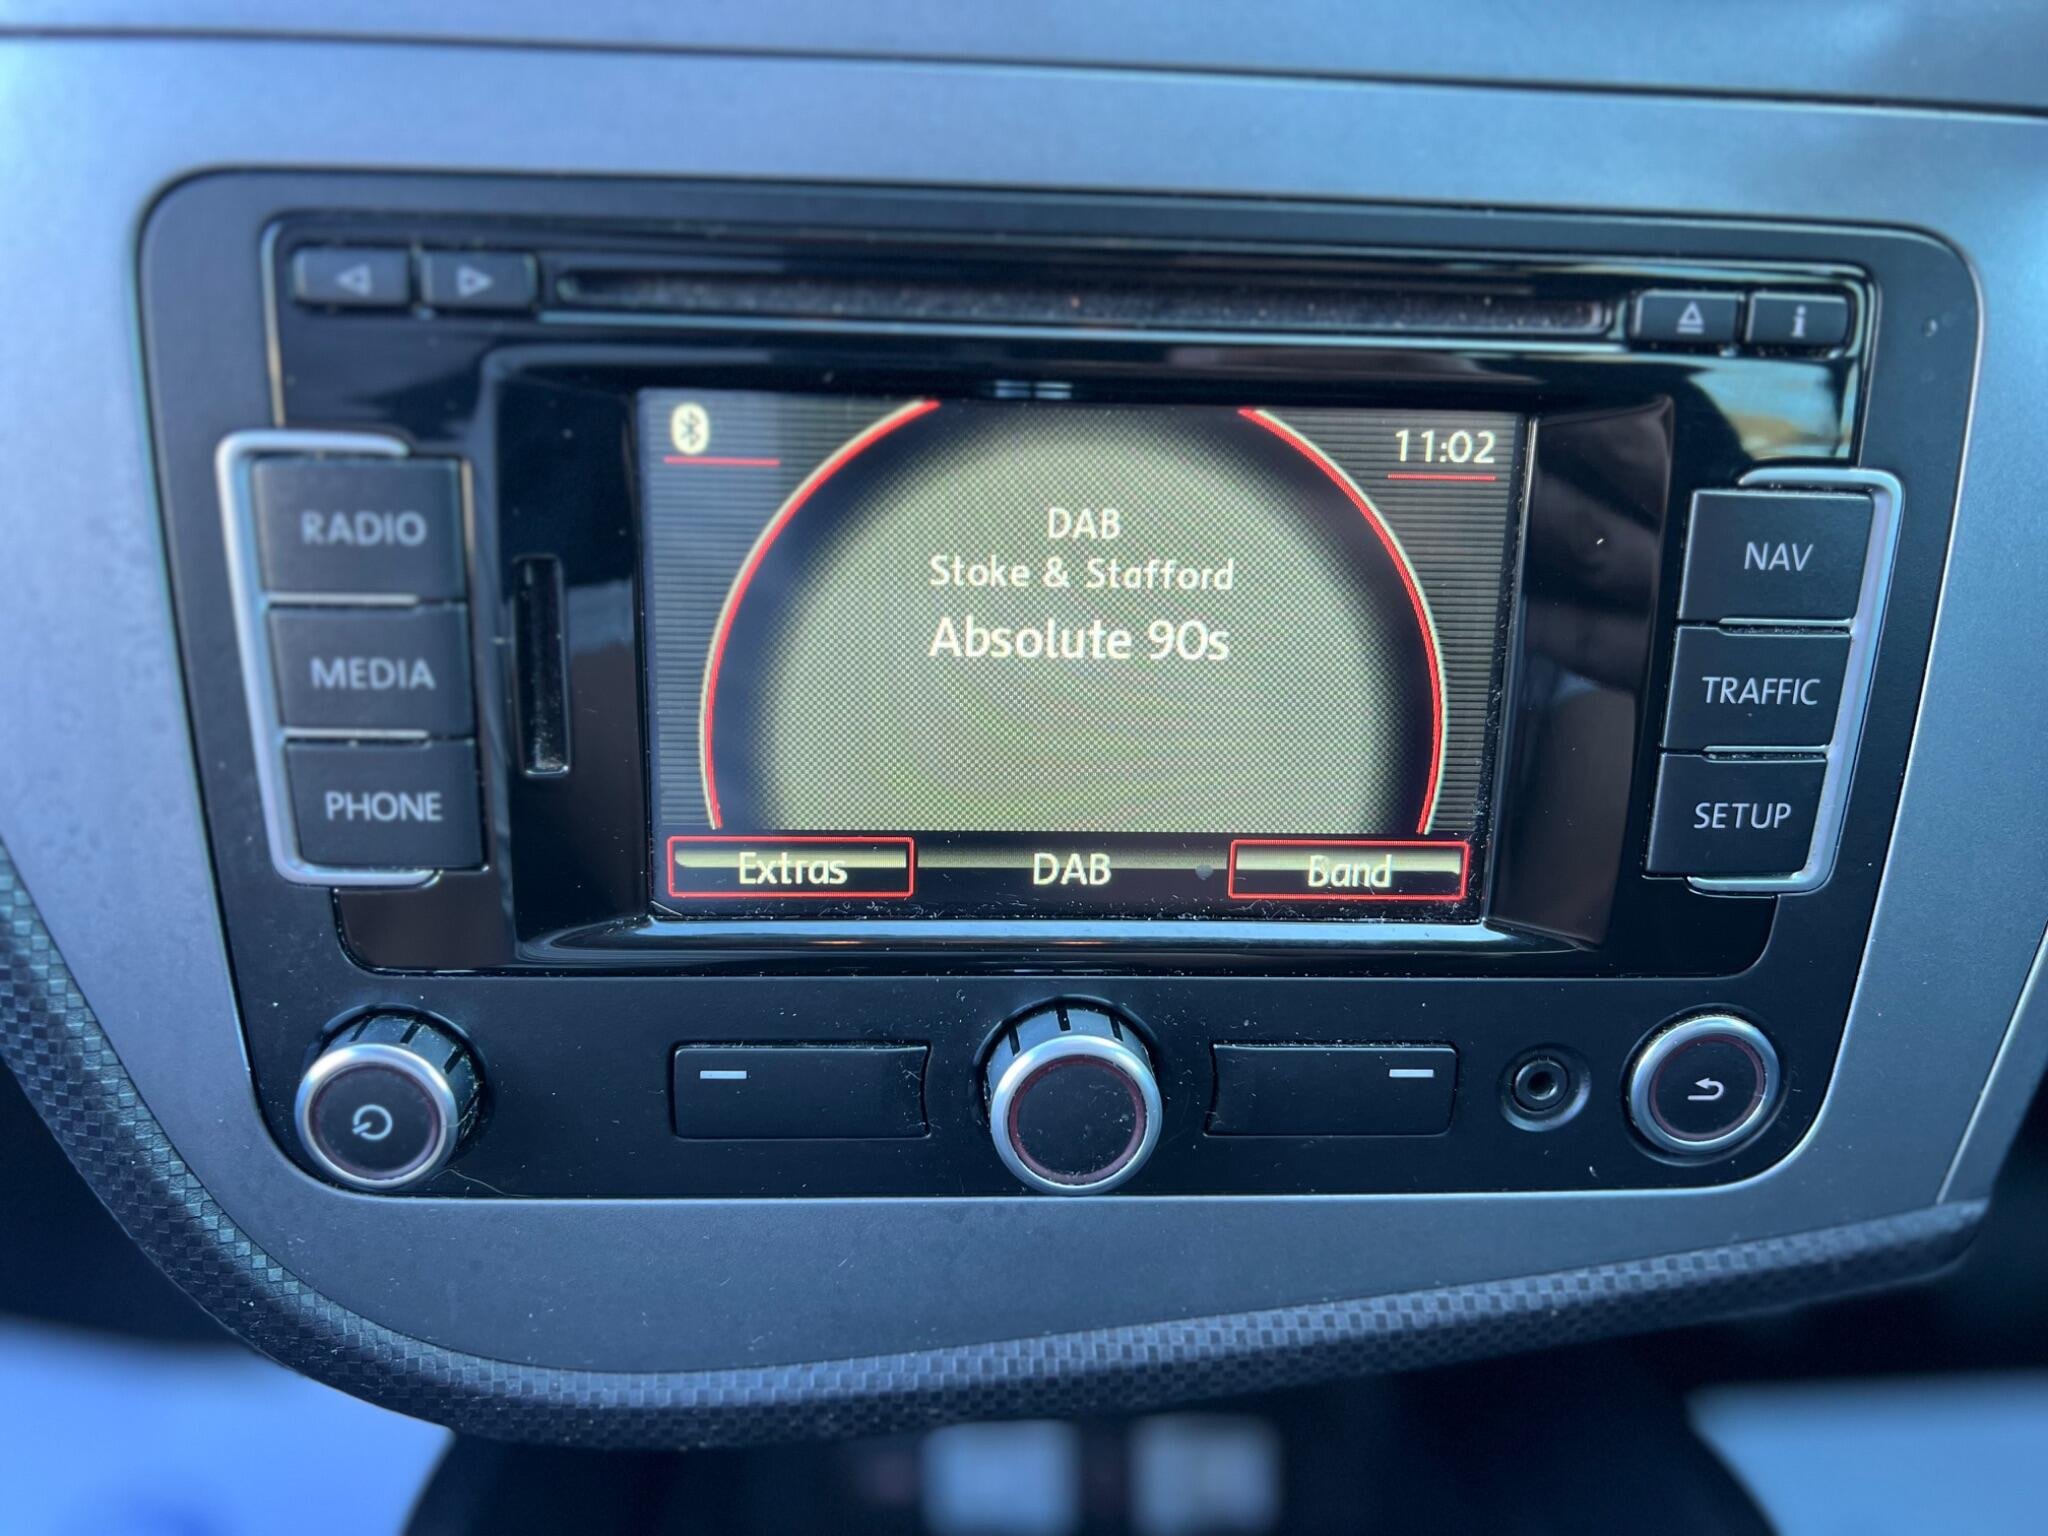 RADIO
MEDIA
PHONE
11:02
DAB
Stoke & Stafford
Absolute 90s
Extras
DAB
Band
NAV
TRAFFIC
SETUP
i